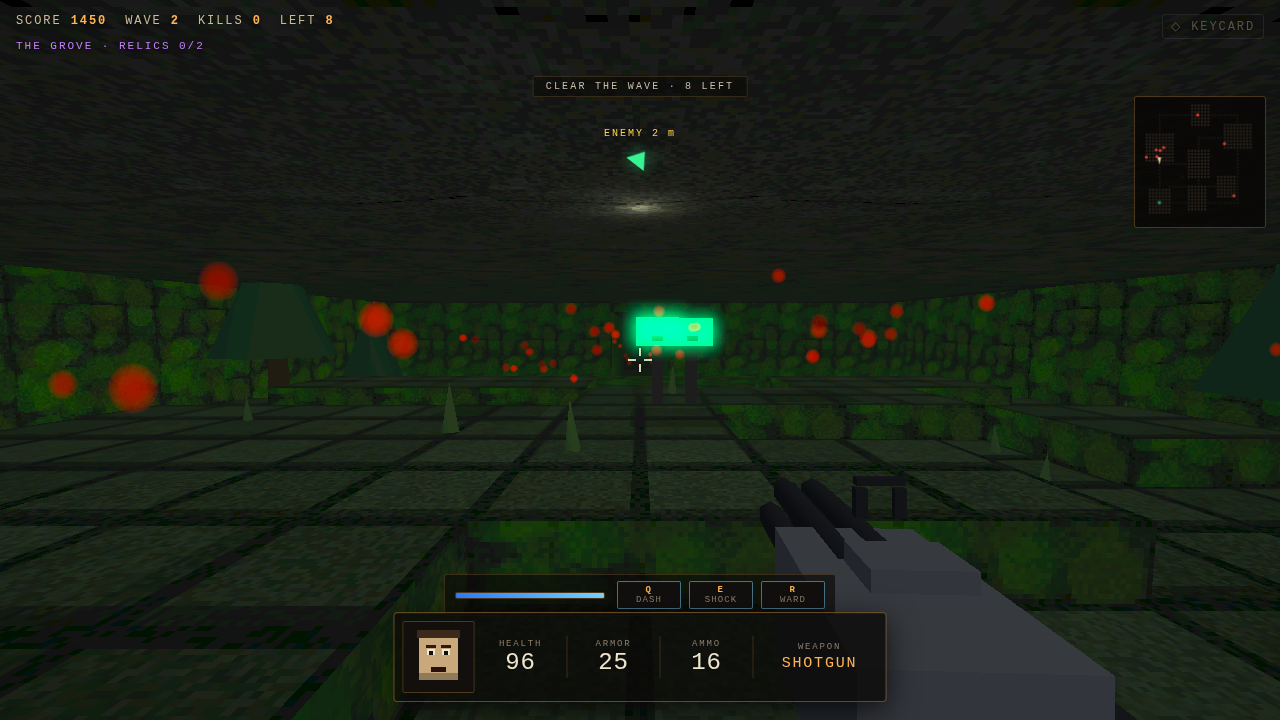 SCORE 1450 WAVE 2 KILLS 0 LEFT 8
◇ KEYCARD
THE GROVE · RELICS 0/2
CLEAR THE WAVE · 8 LEFT
ENEMY 2 m
Q
DASH
E
SHOCK
R
WARD
HEALTH
96
ARMOR
25
AMMO
16
WEAPON
SHOTGUN